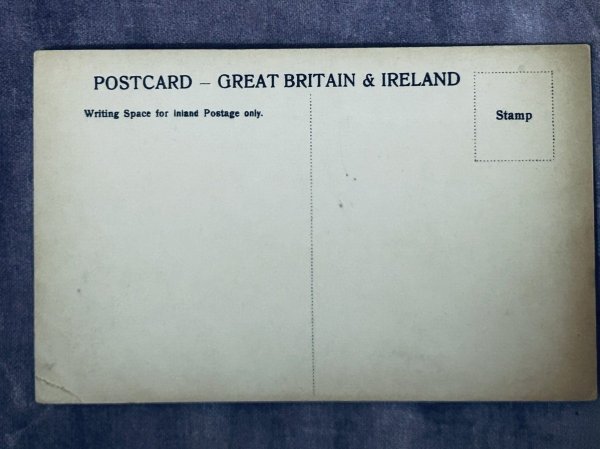 POSTCARD – GREAT BRITAIN & IRELAND
Writing Space for Inland Postage only.
Stamp